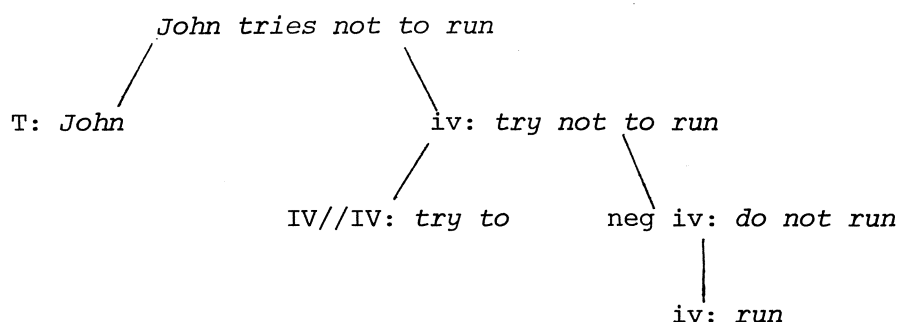 John tries not to run
T: John iv: try not to run
IV//IV: try to neg iv: do not run
iv: run